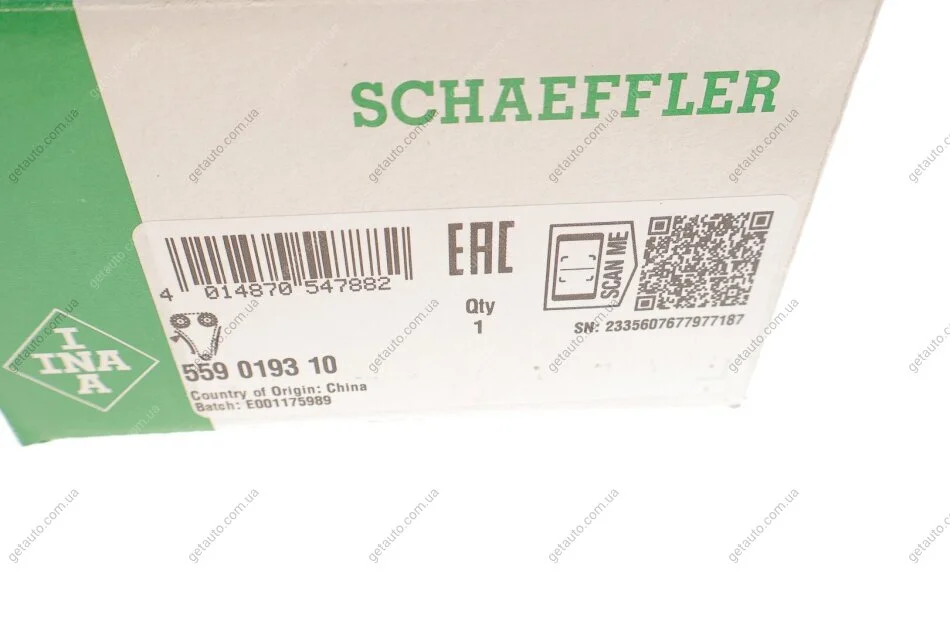 SCHAEFFLER
EAC
SCAN ME
4 014870 547882
Qty
1
SN: 2335607677977187
I
INA
A
559 0193 10
Country of Origin: China
Batch: E001175989
getauto.com.ua